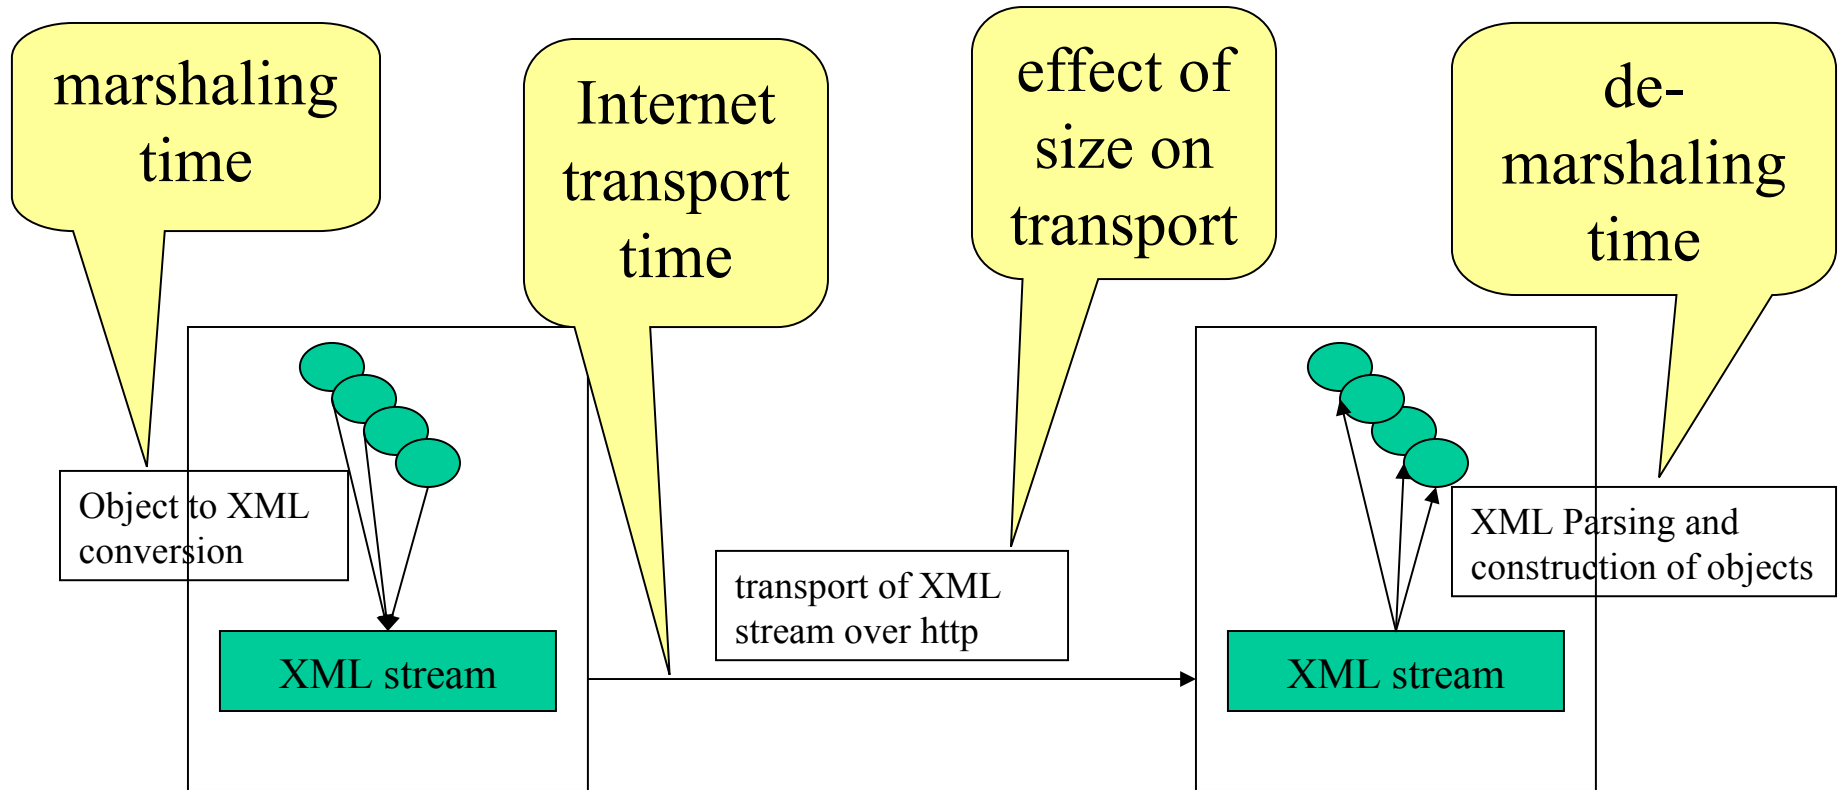 marshaling
time
Internet
transport
time
effect of
size on
transport
de-
marshaling
time
Object to XML
conversion
transport of XML
stream over http
XML Parsing and
construction of objects
XML stream
XML stream